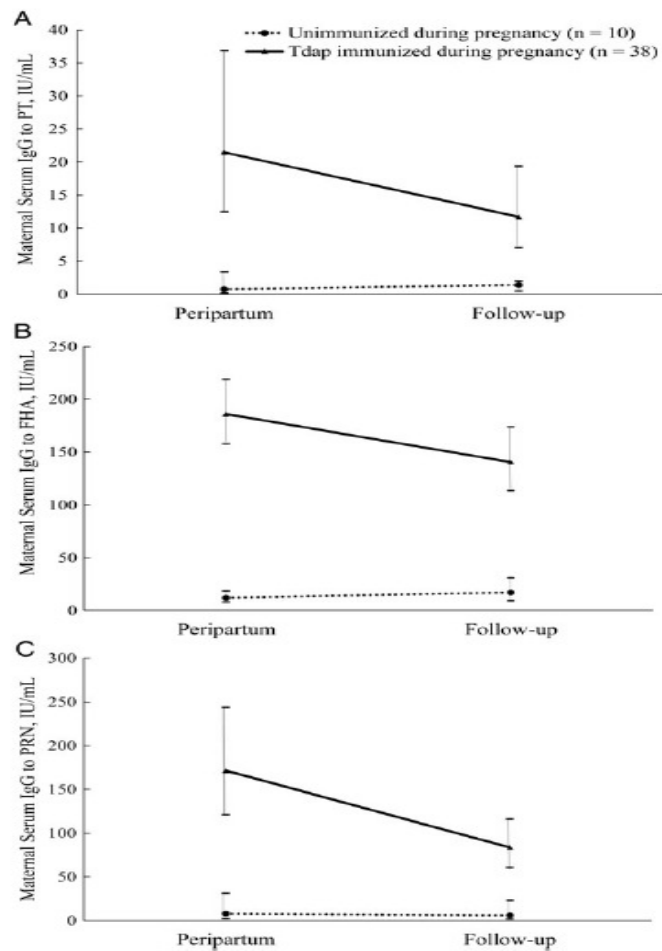 A
Unimmunized during pregnancy (n = 10)
Tdap immunized during pregnancy (n = 38)
Maternal Serum IgG to PT, IU/mL
40
35
30
25
20
15
10
5
0
Peripartum Follow-up
B
Maternal Serum IgG to FHA, IU/mL
250
200
150
100
50
0
Peripartum Follow-up
C
Maternal Serum IgG to PRN, IU/mL
300
250
200
150
100
50
0
Peripartum Follow-up